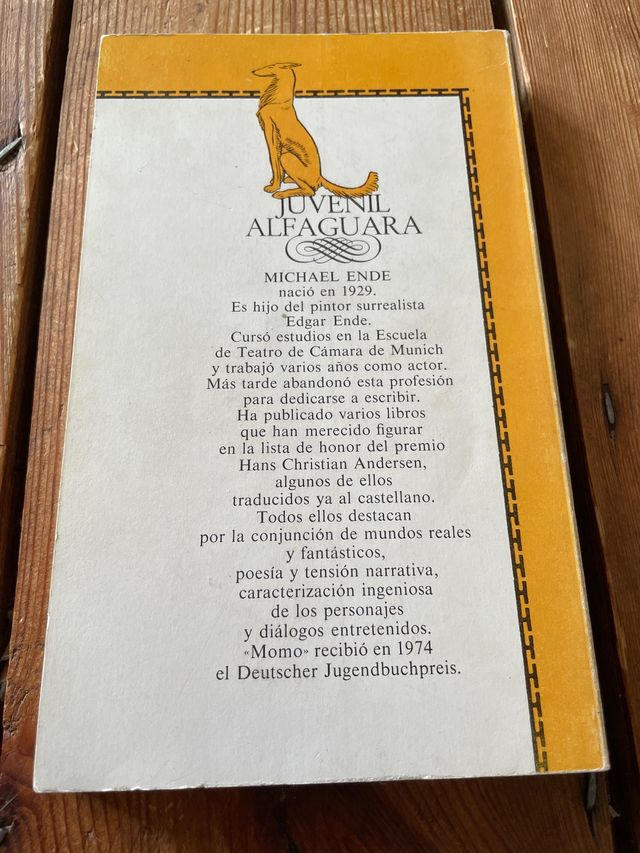 JUVENIL
ALFAGUARA
MICHAEL ENDE
nació en 1929.
Es hijo del pintor surrealista
Edgar Ende.
Cursó estudios en la Escuela
de Teatro de Cámara de Munich
y trabajó varios años como actor.
Más tarde abandonó esta profesión
para dedicarse a escribir.
Ha publicado varios libros
que han merecido figurar
en la lista de honor del premio
Hans Christian Andersen,
algunos de ellos
traducidos ya al castellano.
Todos ellos destacan
por la conjunción de mundos reales
y fantásticos,
poesía y tensión narrativa,
caracterización ingeniosa
de los personajes
y diálogos entretenidos.
«Momo» recibió en 1974
el Deutscher Jugendbuchpreis.